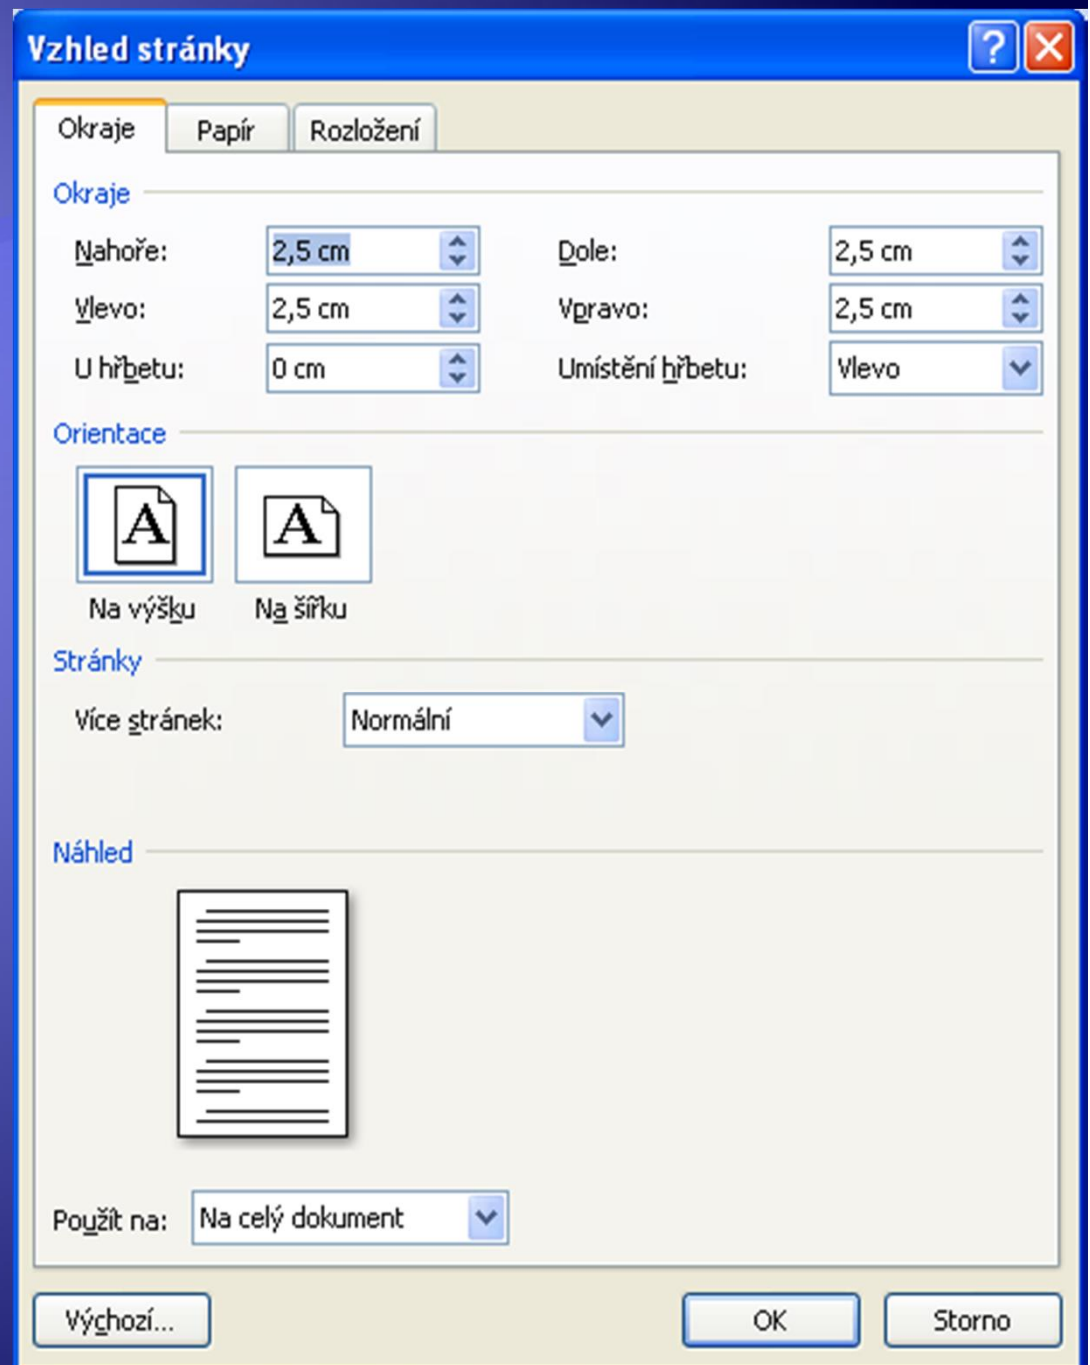 Vzhled stránky
Okraje Papír Rozložení
Okraje
Nahoře: 2,5 cm Dole: 2,5 cm
Vlevo: 2,5 cm Vpravo: 2,5 cm
U hřbetu: 0 cm Umístění hřbetu: Vlevo
Orientace
A A
Na výšku Na šířku
Stránky
Více stránek: Normální
Náhled
Použít na: Na celý dokument
Výchozí... OK Storno